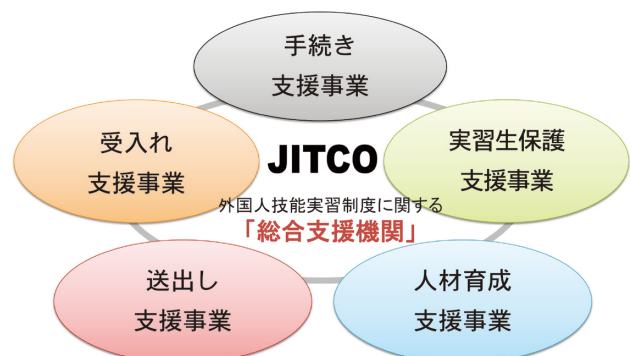 手続き
支援事業
受入れ
支援事業
JITCO
実習生保護
支援事業
外国人技能実習制度に関する
「総合支援機関」
送出し
支援事業
人材育成
支援事業